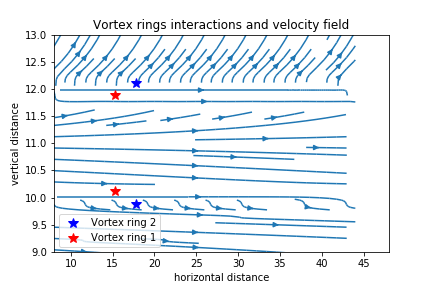 Vortex rings interactions and velocity field
13.0
12.5
12.0
11.5
11.0
10.5
10.0
9.5
9.0
vertical distance
Vortex ring 2
Vortex ring 1
10 15 20 25 30 35 40 45
horizontal distance